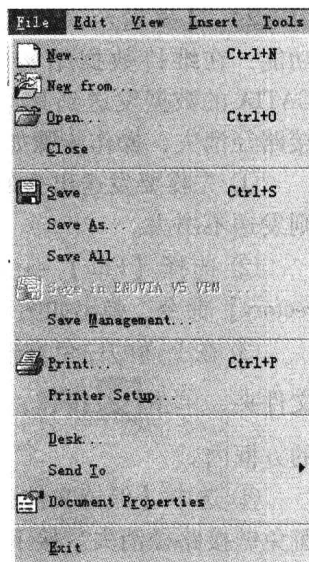 File Edit View Insert Tools
New... Ctrl+N
New from...
Open... Ctrl+O
Close
Save Ctrl+S
Save As...
Save All
Save in ENOVIA V5 VPM...
Save Management...
Print... Ctrl+P
Printer Setup...
Desk...
Send To
Document Properties
Exit